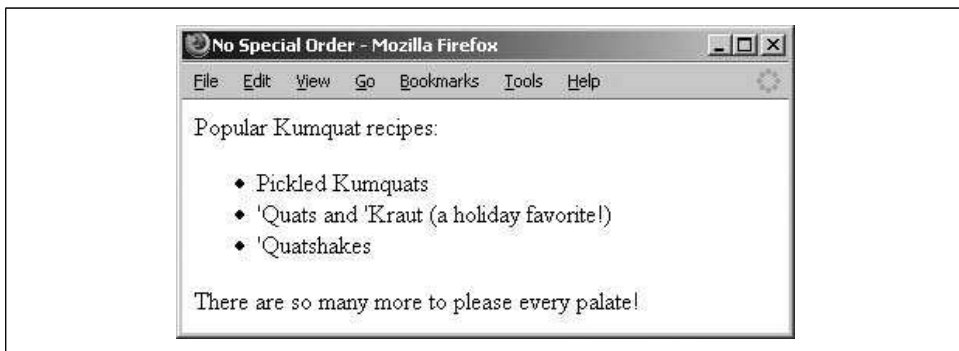 No Special Order - Mozilla Firefox
File Edit View Go Bookmarks Tools Help
Popular Kumquat recipes:
• Pickled Kumquats
• 'Quats and 'Kraut (a holiday favorite!)
• 'Quatshakes
There are so many more to please every palate!